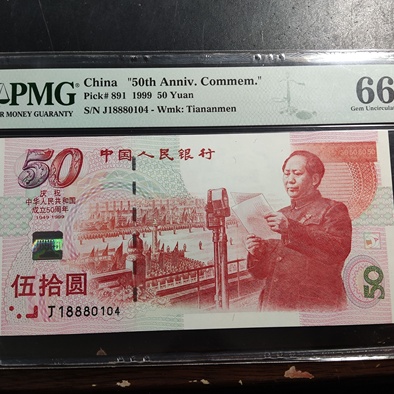 PMG China "50th Anniv. Commem." 66
Pick# 891 1999 50 Yuan
MONEY GUARANTY S/N J18880104 - Wmk: Tiananmen Gem Uncircula
50 中国人民银行
庆祝
中华人民共和国
成立50周年
1949-1999
伍拾圆
50
J18880104